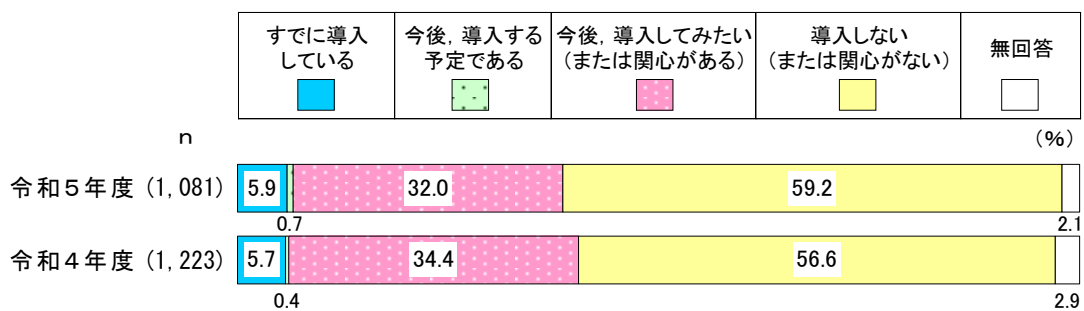 すでに導入
している
今後，導入する
予定である
今後，導入してみたい
（または関心がある）
導入しない
（または関心がない）
無回答
ｎ
（％）
令和５年度 (1,081)
5.9
32.0
59.2
0.7
2.1
令和４年度 (1,223)
5.7
34.4
56.6
0.4
2.9